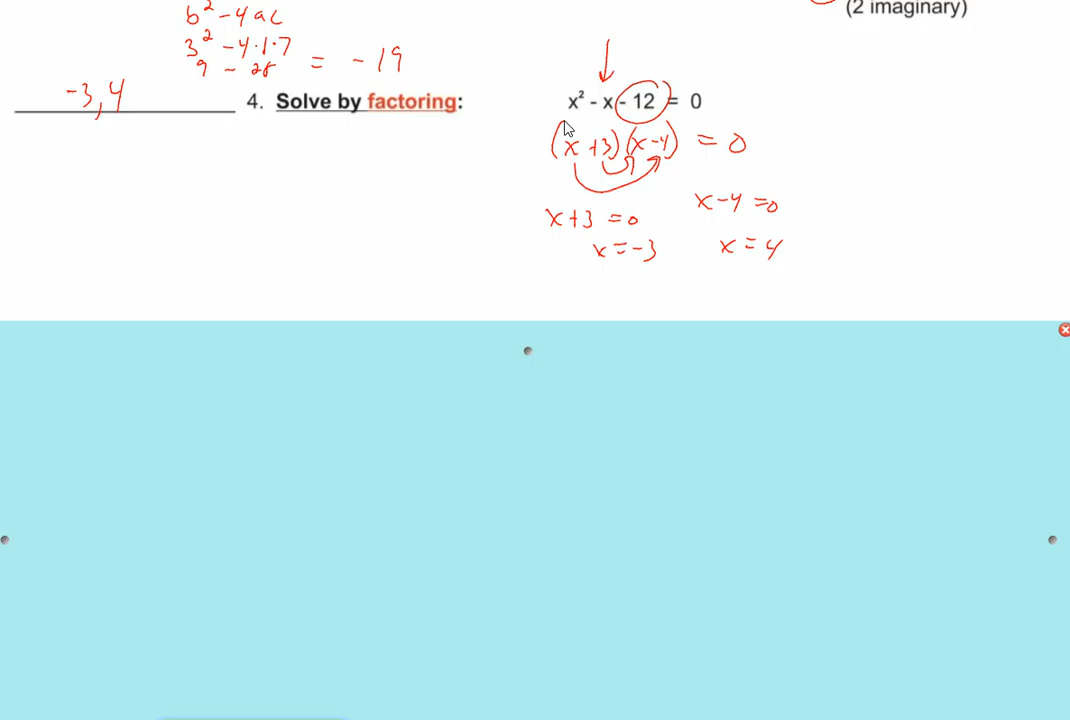 b² - 4ac
(2 imaginary)
3² - 4·1·7
9 - 28 = -19
-3, 4 4. Solve by factoring: x² - x - 12 = 0
(x + 3)(x - 4) = 0
x + 3 = 0 x - 4 = 0
x = -3 x = 4